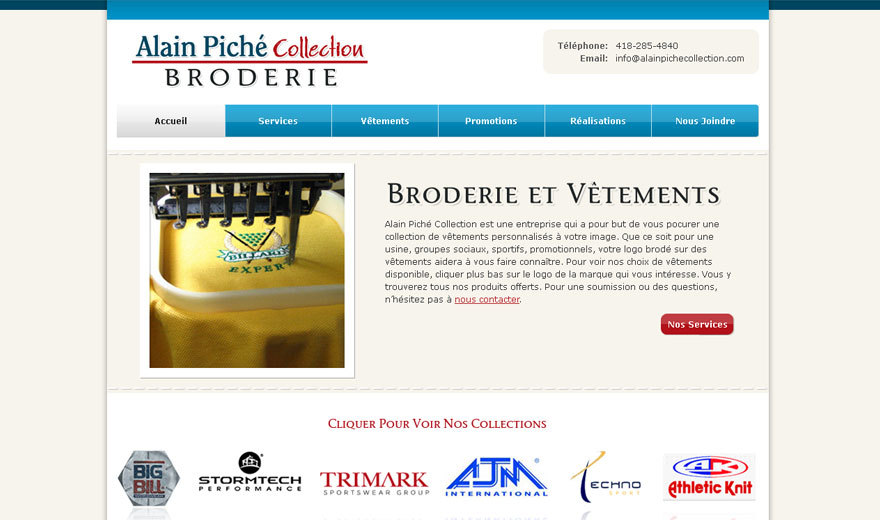 Alain Piché Collection
BRODERIE
Téléphone: 418-285-4840
Email: info@alainpichecollection.com
Accueil Services Vêtements Promotions Réalisations Nous Joindre
BILLARD
EXPERT
BRODERIE ET VÊTEMENTS
Alain Piché Collection est une entreprise qui a pour but de vous pocurer une
collection de vêtements personnalisés à votre image. Que ce soit pour une
usine, groupes sociaux, sportifs, promotionnels, votre logo brodé sur des
vêtements aidera à vous faire connaître. Pour voir nos choix de vêtements
disponible, cliquer plus bas sur le logo de la marque qui vous intéresse. Vous y
trouverez tous nos produits offerts. Pour une soumission ou des questions,
n'hésitez pas à nous contacter.
Nos Services
CLIQUER POUR VOIR NOS COLLECTIONS
BIG
BILL
STORMTECH
PERFORMANCE
TRIMARK
SPORTSWEAR GROUP
AJM
INTERNATIONAL
TECHNO
SPORT
AK
Athletic Knit